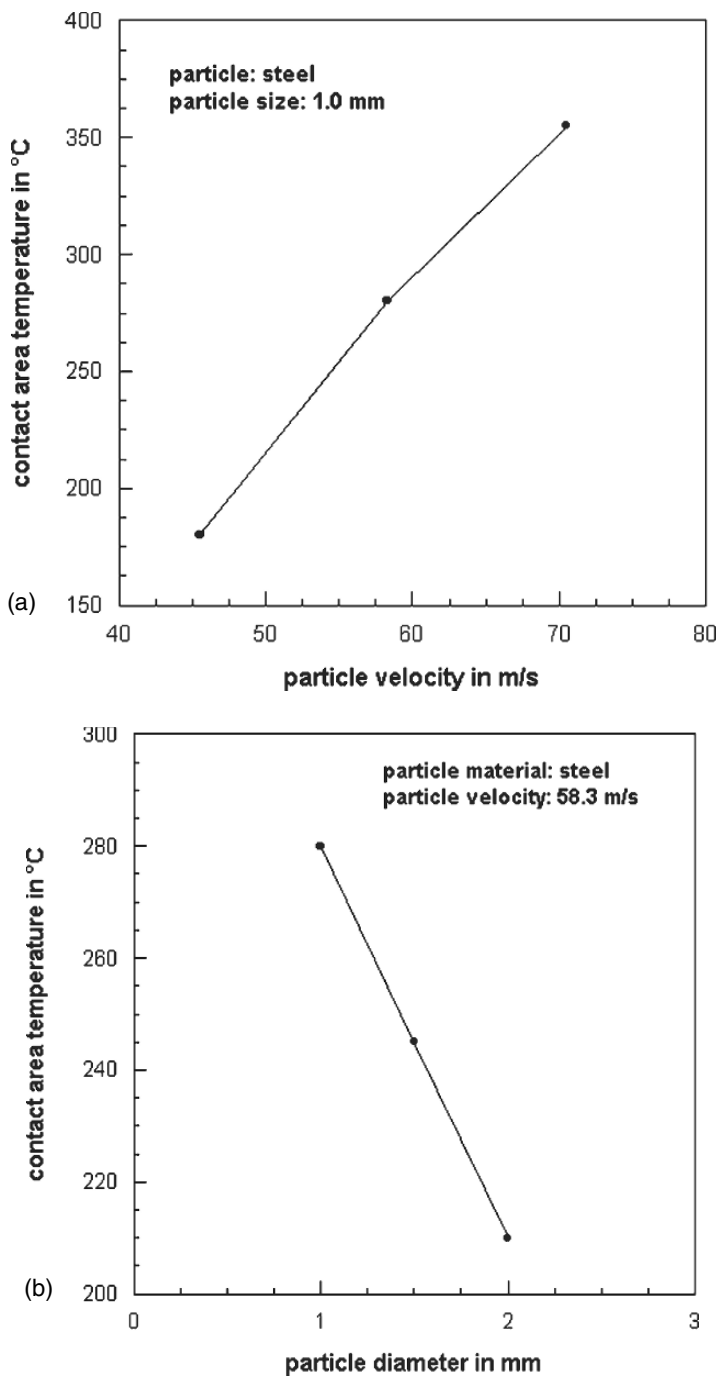 400
350
300
250
200
150
contact area temperature in °C
particle: steel
particle size: 1.0 mm
(a)
40 50 60 70 80
particle velocity in m/s
300
280
260
240
220
200
contact area temperature in °C
particle material: steel
particle velocity: 58.3 m/s
(b)
0 1 2 3
particle diameter in mm